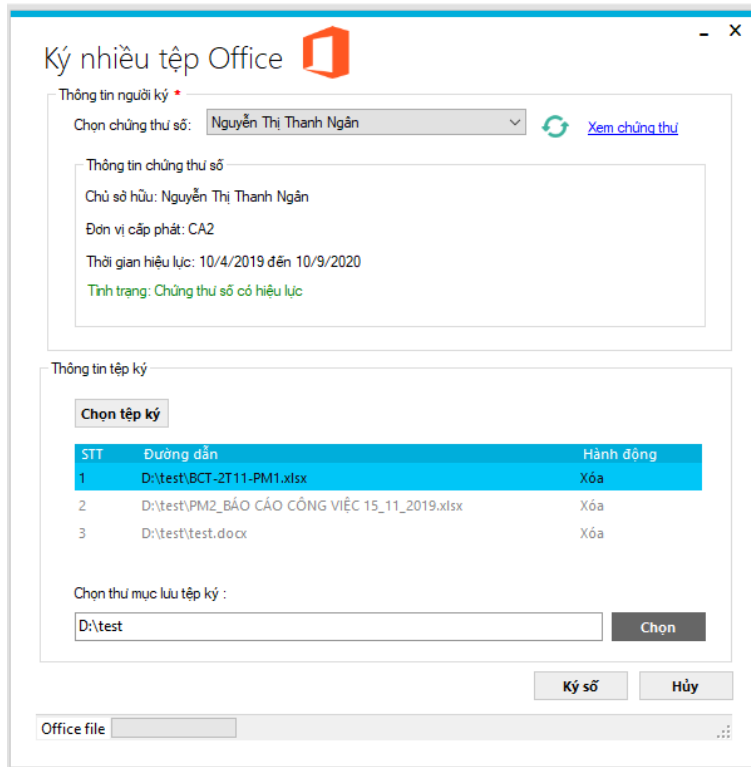 Ký nhiều tệp Office
Thông tin người ký *
Chọn chứng thư số: Nguyễn Thị Thanh Ngân Xem chứng thư
Thông tin chứng thư số
Chủ sở hữu: Nguyễn Thị Thanh Ngân
Đơn vị cấp phát: CA2
Thời gian hiệu lực: 10/4/2019 đến 10/9/2020
Tình trạng: Chứng thư số có hiệu lực
Thông tin tệp ký
Chọn tệp ký
STT Đường dẫn Hành động
1 D:\test\BCT-2T11-PM1.xlsx Xóa
2 D:\test\PM2_BÁO CÁO CÔNG VIỆC 15_11_2019.xlsx Xóa
3 D:\test\test.docx Xóa
Chọn thư mục lưu tệp ký :
D:\test Chọn
Ký số Hủy
Office file